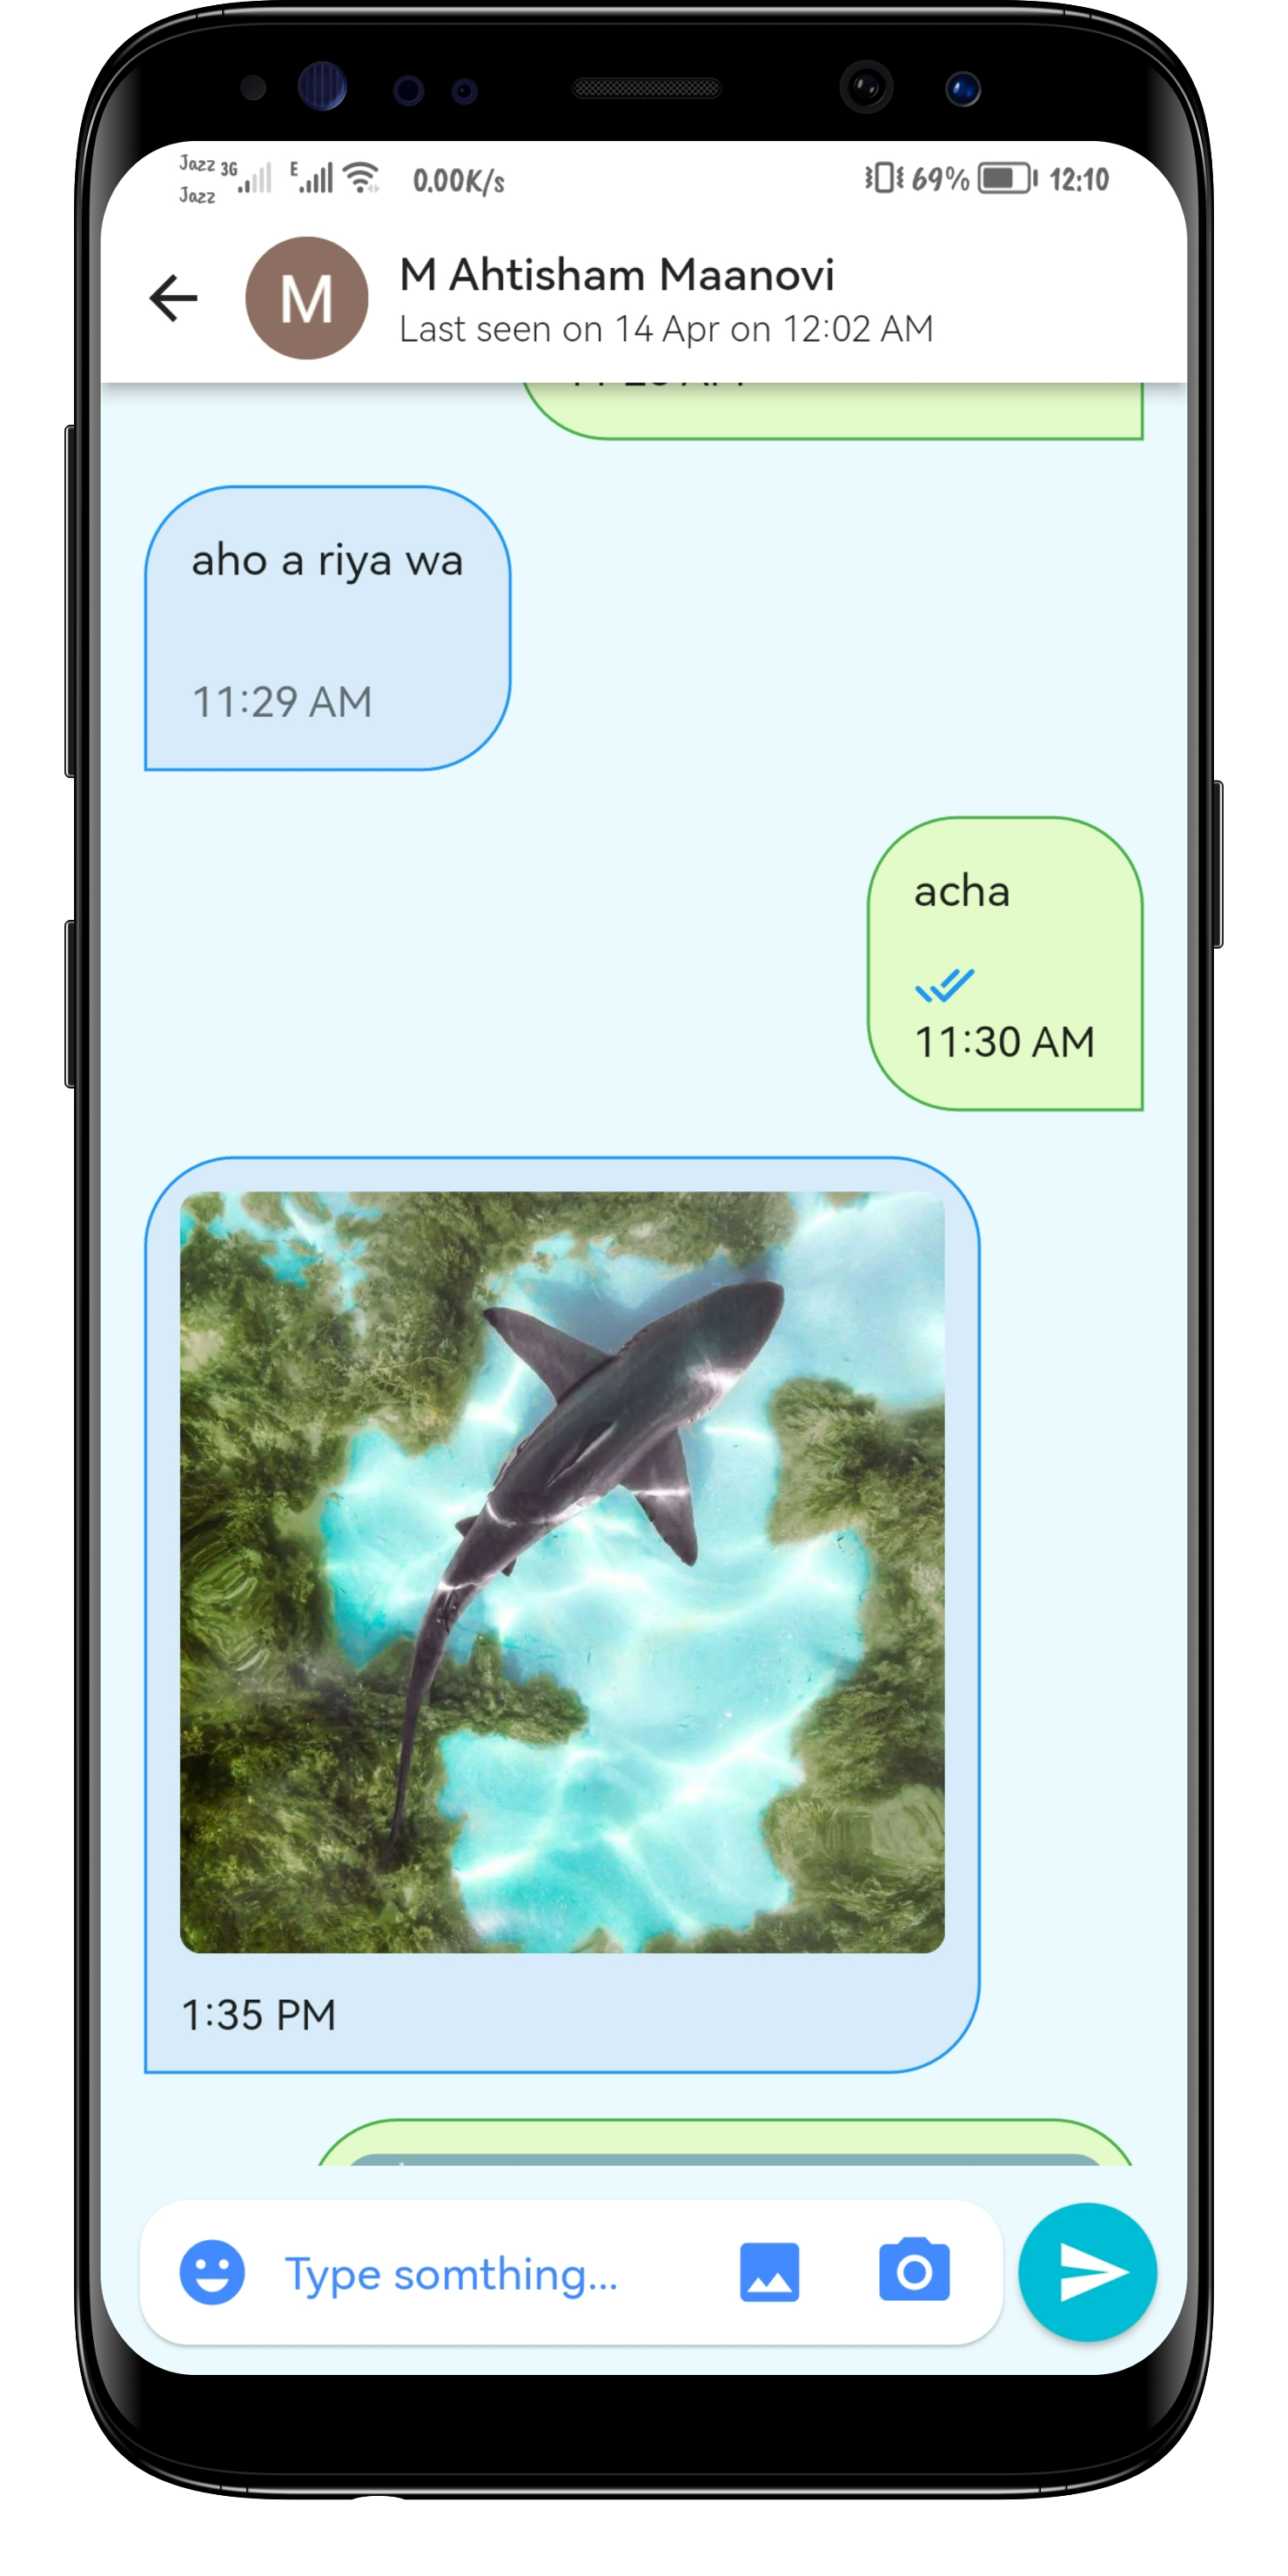 Jazz 3G E 0.00K/s 69% 12:10
Jazz
M
M Ahtisham Maanovi
Last seen on 14 Apr on 12:02 AM
aho a riya wa
11:29 AM
acha
11:30 AM
1:35 PM
Type somthing...